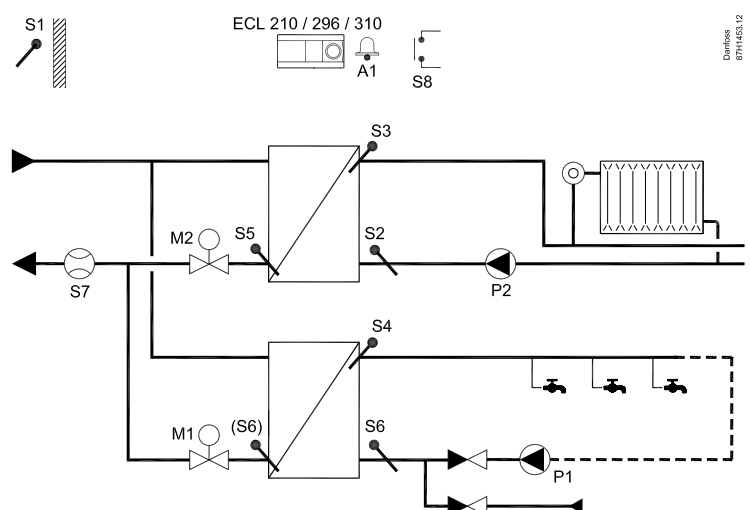 S1
ECL 210 / 296 / 310
A1
S8
Danfoss
87H1453.12
S3
M2
S5
S2
S7
P2
S4
M1
(S6)
S6
P1